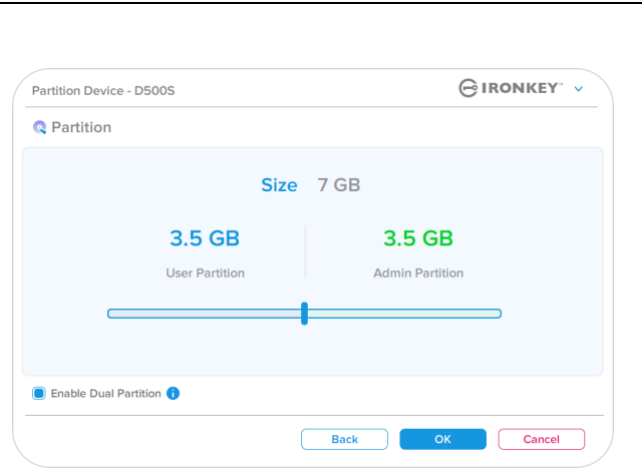 Partition Device - D500S
IRONKEY™
Partition
Size 7 GB
3.5 GB 3.5 GB
User Partition Admin Partition
Enable Dual Partition i
Back OK Cancel